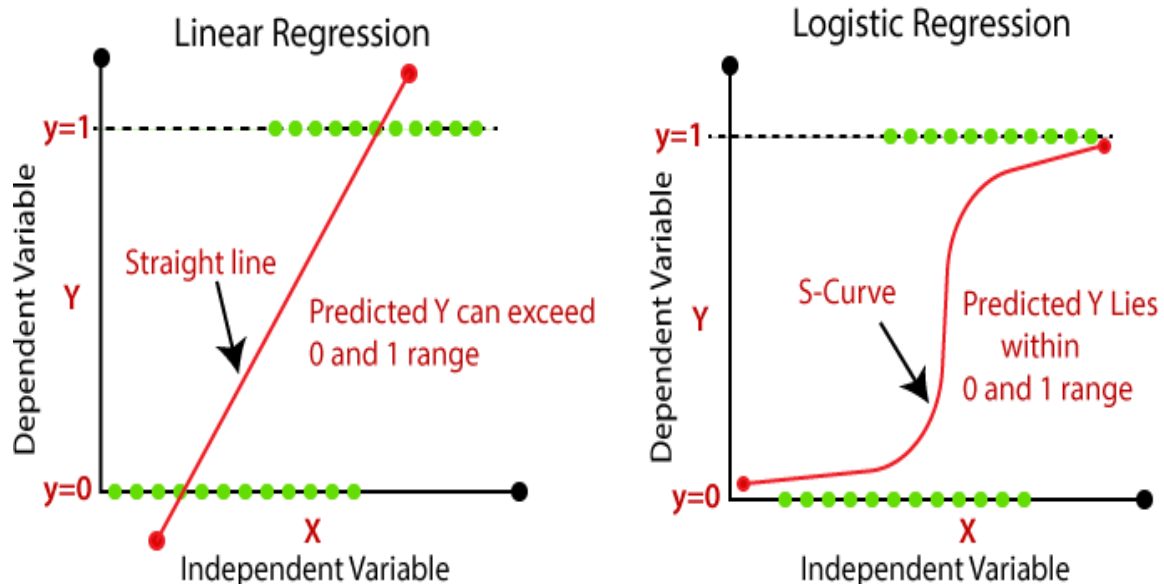 Linear Regression
y=1
Dependent Variable
Y
Straight line
Predicted Y can exceed
0 and 1 range
y=0
X
Independent Variable
Logistic Regression
y=1
Dependent Variable
Y
S-Curve
Predicted Y Lies
within
0 and 1 range
y=0
X
Independent Variable